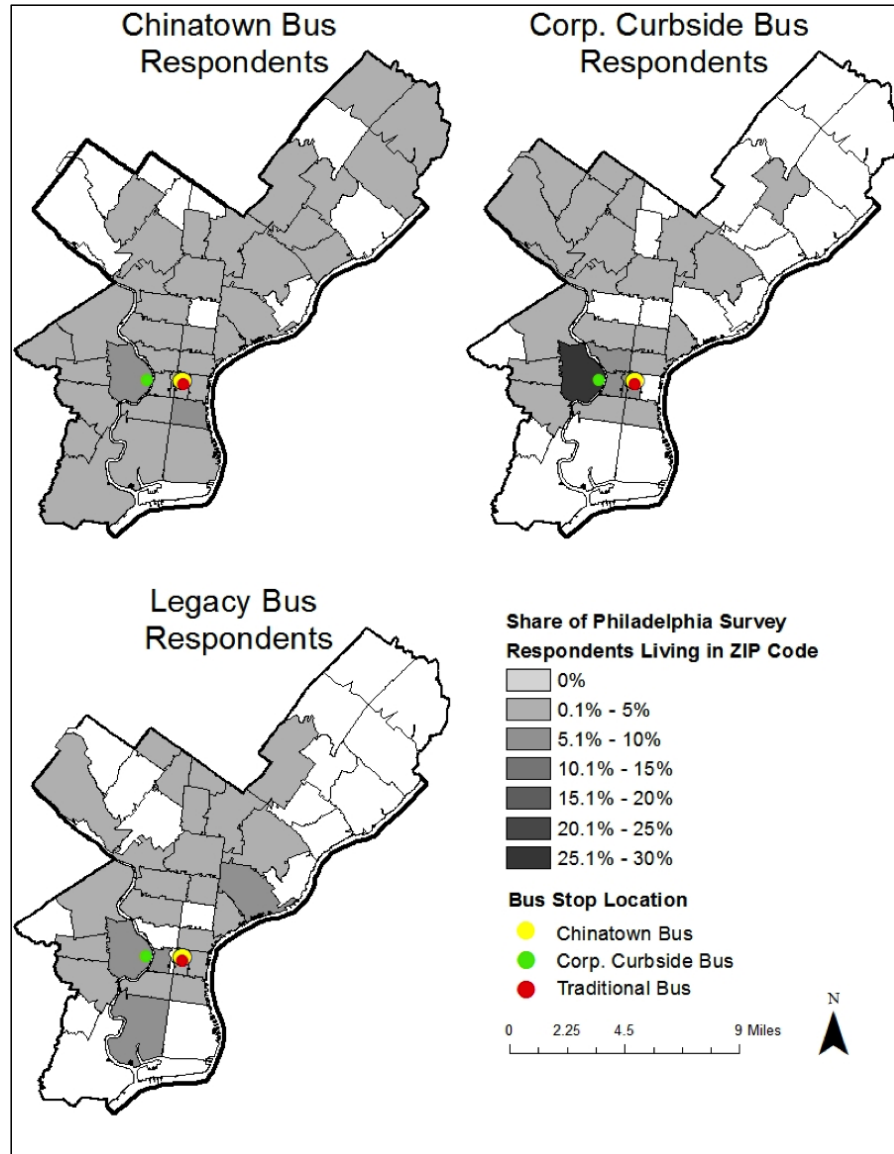 Chinatown Bus
Respondents
Corp. Curbside Bus
Respondents
Legacy Bus
Respondents
Share of Philadelphia Survey
Respondents Living in ZIP Code
0%
0.1% - 5%
5.1% - 10%
10.1% - 15%
15.1% - 20%
20.1% - 25%
25.1% - 30%
Bus Stop Location
Chinatown Bus
Corp. Curbside Bus
Traditional Bus
N
0 2.25 4.5 9 Miles